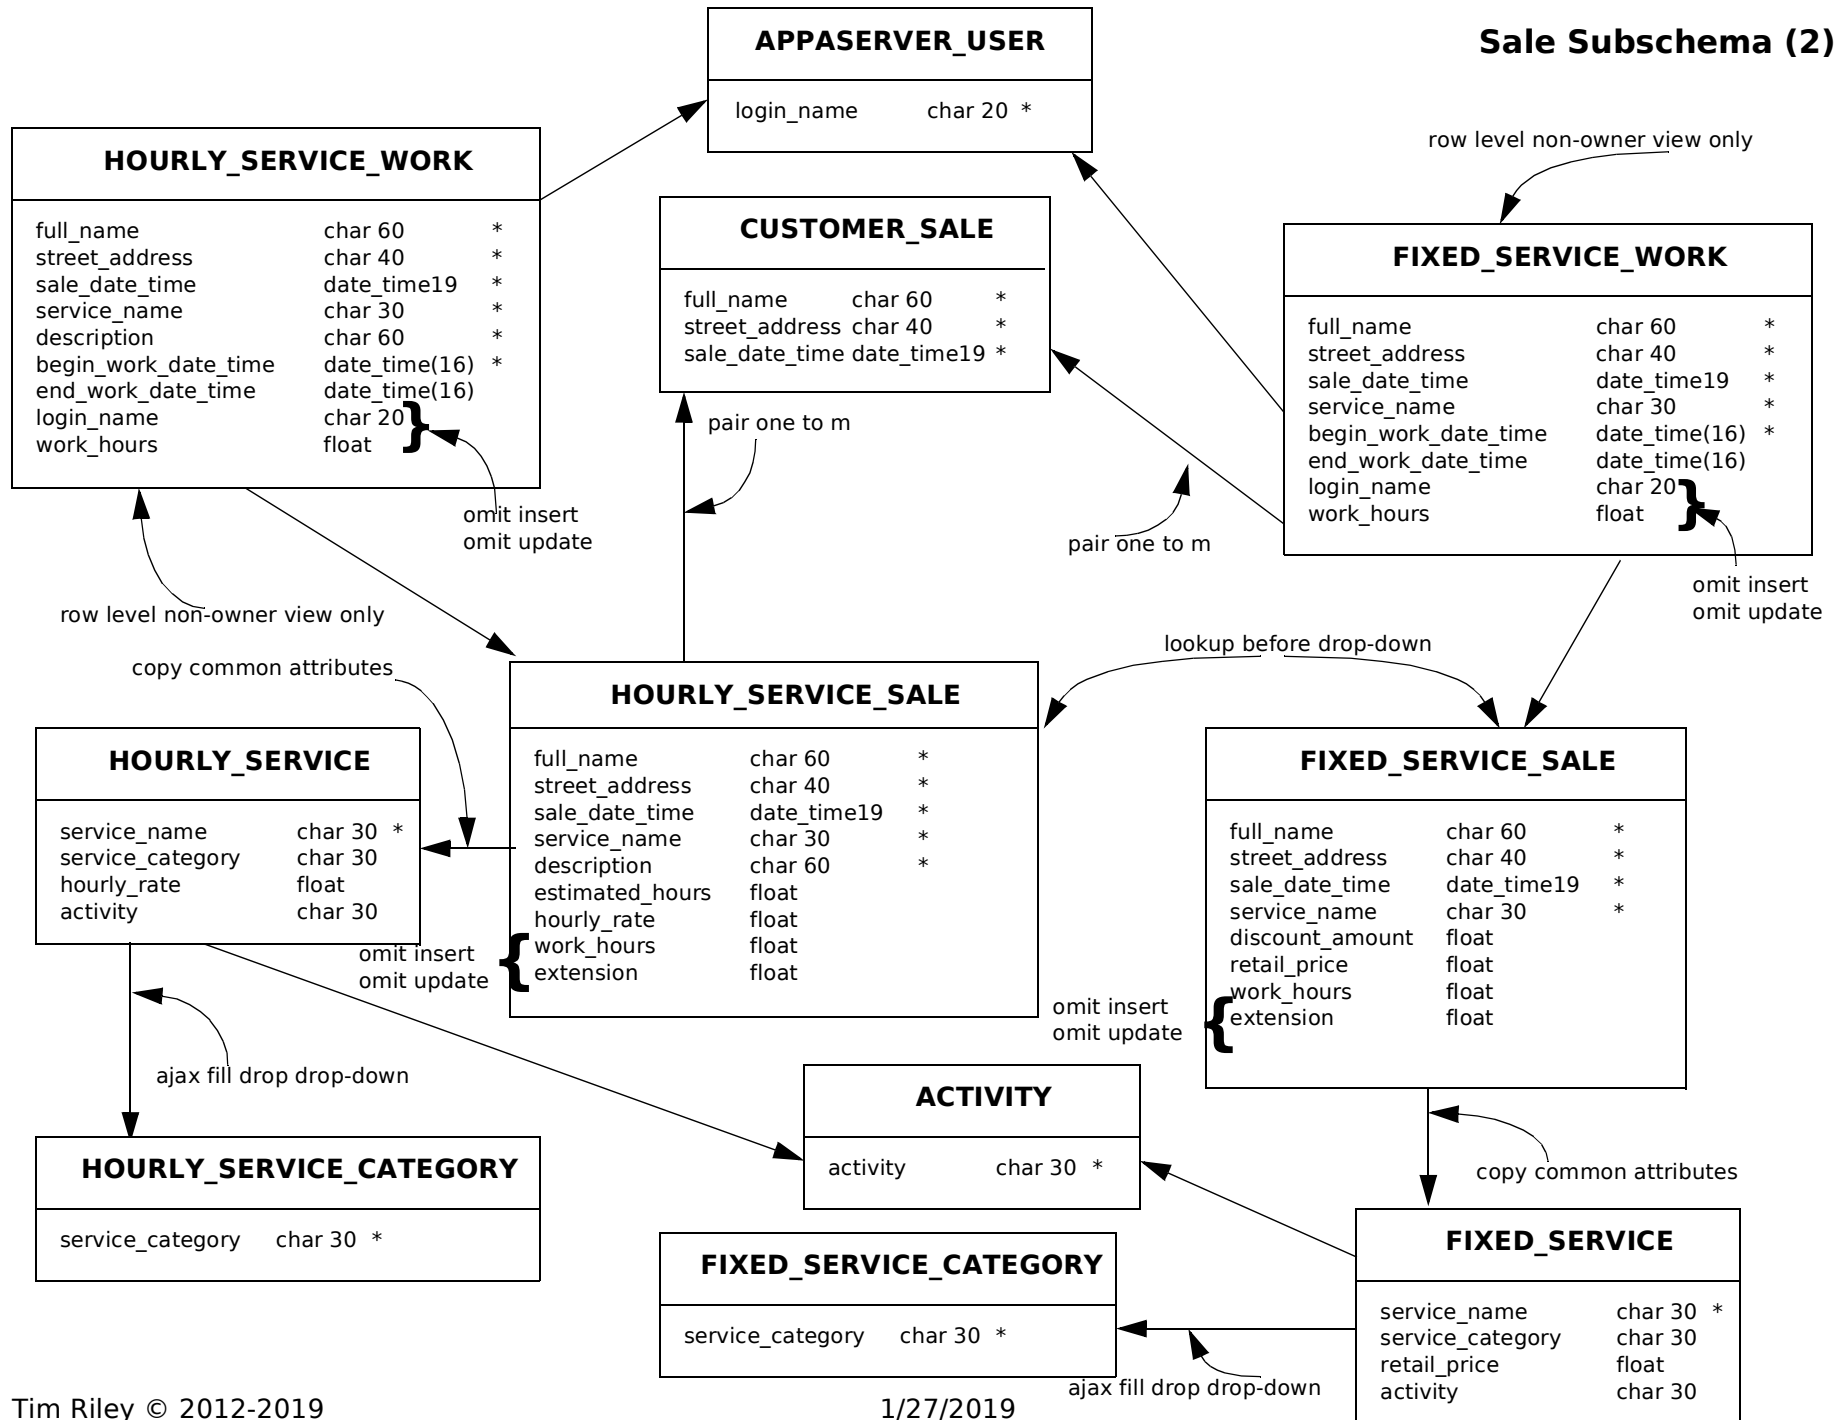 Sale Subschema (2)
APPASERVER_USER
login_name char 20 *
HOURLY_SERVICE_WORK
full_name char 60 *
street_address char 40 *
sale_date_time date_time19 *
service_name char 30 *
description char 60 *
begin_work_date_time date_time(16) *
end_work_date_time date_time(16)
login_name char 20
work_hours float
}
omit insert
omit update
row level non-owner view only
CUSTOMER_SALE
full_name char 60 *
street_address char 40 *
sale_date_time date_time19 *
pair one to m
row level non-owner view only
FIXED_SERVICE_WORK
full_name char 60 *
street_address char 40 *
sale_date_time date_time19 *
service_name char 30 *
begin_work_date_time date_time(16) *
end_work_date_time date_time(16)
login_name char 20
work_hours float
}
omit insert
omit update
pair one to m
lookup before drop-down
copy common attributes
HOURLY_SERVICE_SALE
full_name char 60 *
street_address char 40 *
sale_date_time date_time19 *
service_name char 30 *
description char 60 *
estimated_hours float
hourly_rate float
work_hours float
extension float
{
omit insert
omit update
HOURLY_SERVICE
service_name char 30 *
service_category char 30
hourly_rate float
activity char 30
ajax fill drop drop-down
FIXED_SERVICE_SALE
full_name char 60 *
street_address char 40 *
sale_date_time date_time19 *
service_name char 30 *
discount_amount float
retail_price float
work_hours float
extension float
{
omit insert
omit update
copy common attributes
ACTIVITY
activity char 30 *
HOURLY_SERVICE_CATEGORY
service_category char 30 *
FIXED_SERVICE_CATEGORY
service_category char 30 *
ajax fill drop drop-down
FIXED_SERVICE
service_name char 30 *
service_category char 30
retail_price float
activity char 30
Tim Riley © 2012-2019
1/27/2019